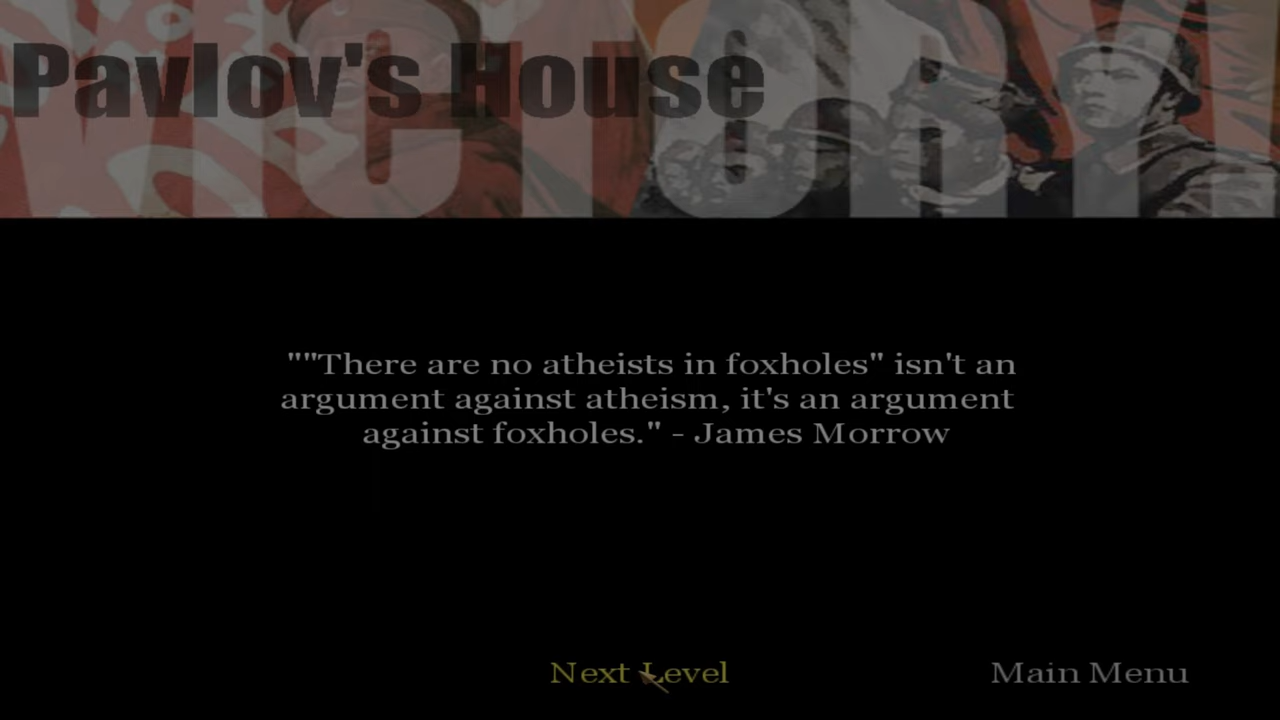 VICTORY
Pavlov's House
""There are no atheists in foxholes" isn't an
argument against atheism, it's an argument
against foxholes." - James Morrow
Next Level
Main Menu